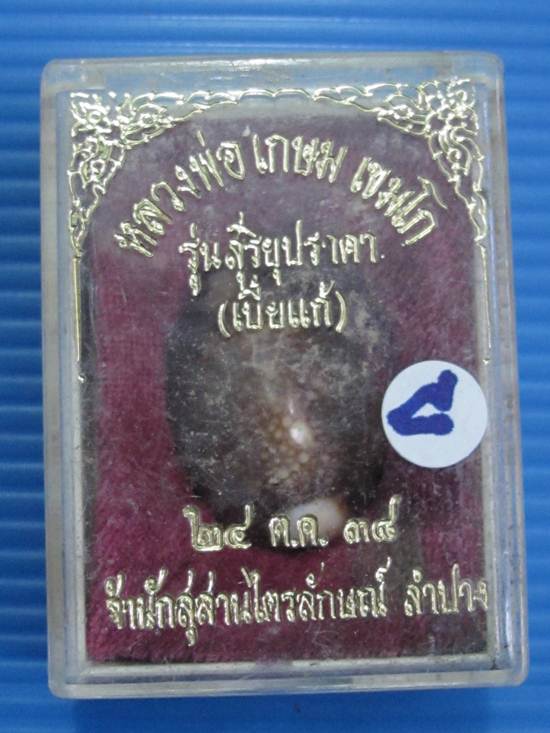 หลวงพ่อ เกษม เขมโก
รุ่นสุริยุปราคา
(เบี้ยแก้)
๒๔ ต.ค. ๓๘
สำนักสุสานไตรลักษณ์ ลำปาง